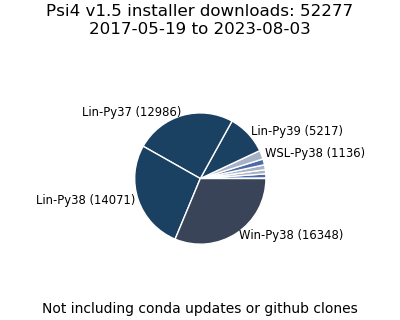 Psi4 v1.5 installer downloads: 52277
2017-05-19 to 2023-08-03
Lin-Py37 (12986)
Lin-Py39 (5217)
WSL-Py38 (1136)
Lin-Py38 (14071)
Win-Py38 (16348)
Not including conda updates or github clones